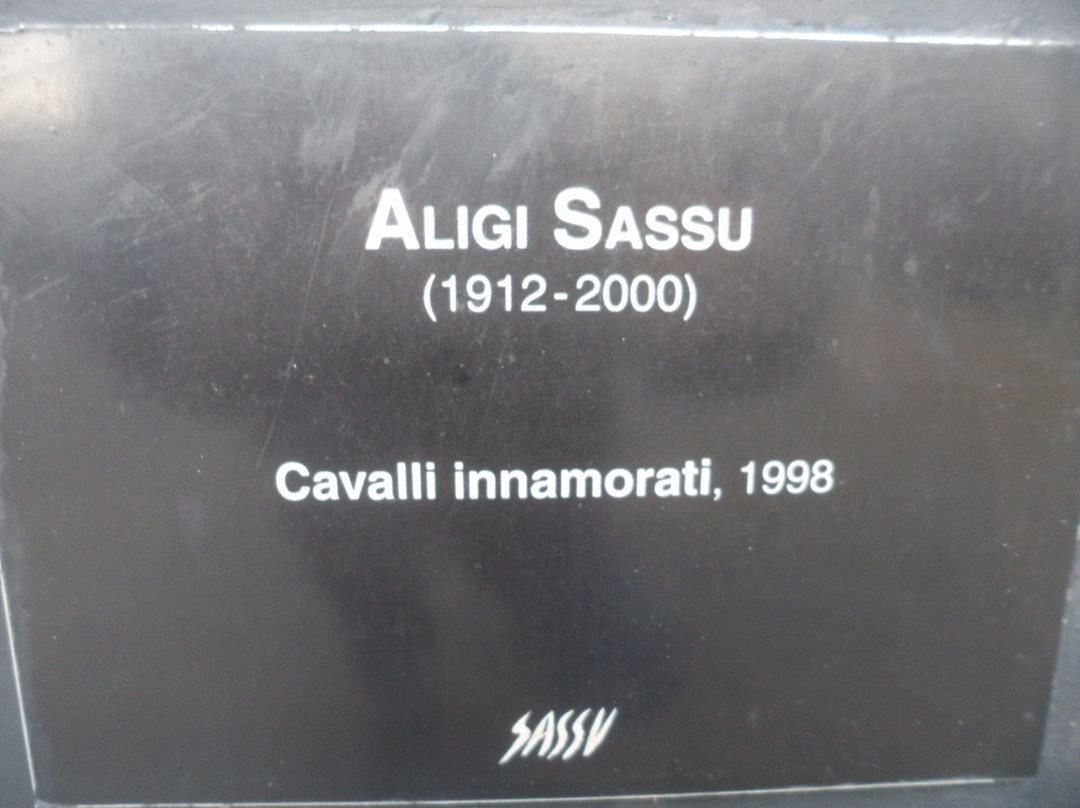 ALIGI SASSU
(1912-2000)
Cavalli innamorati, 1998
SASSU